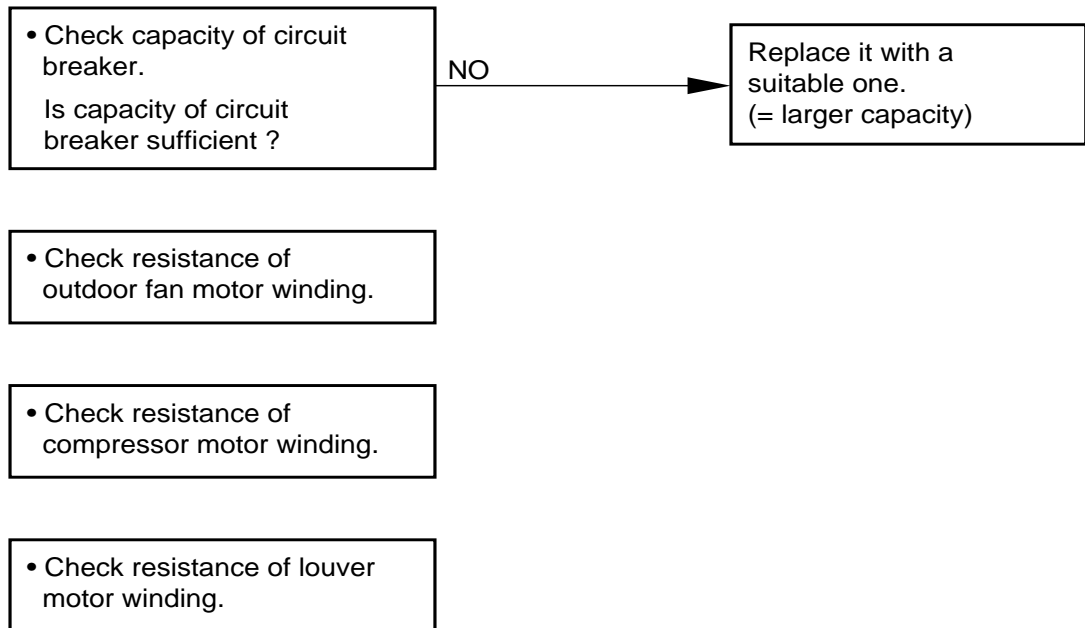 • Check capacity of circuit
breaker.
Is capacity of circuit
breaker sufficient ?
NO
Replace it with a
suitable one.
(= larger capacity)
• Check resistance of
outdoor fan motor winding.
• Check resistance of
compressor motor winding.
• Check resistance of louver
motor winding.